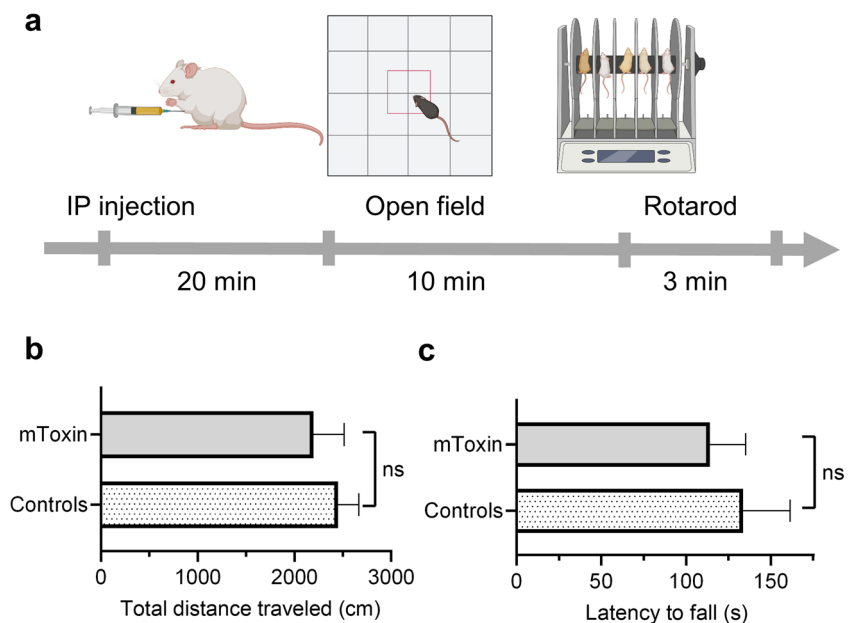 a
IP injection
Open field
Rotarod
20 min
10 min
3 min
b
mToxin
Controls
ns
0
1000
2000
3000
Total distance traveled (cm)
c
mToxin
Controls
ns
0
50
100
150
Latency to fall (s)